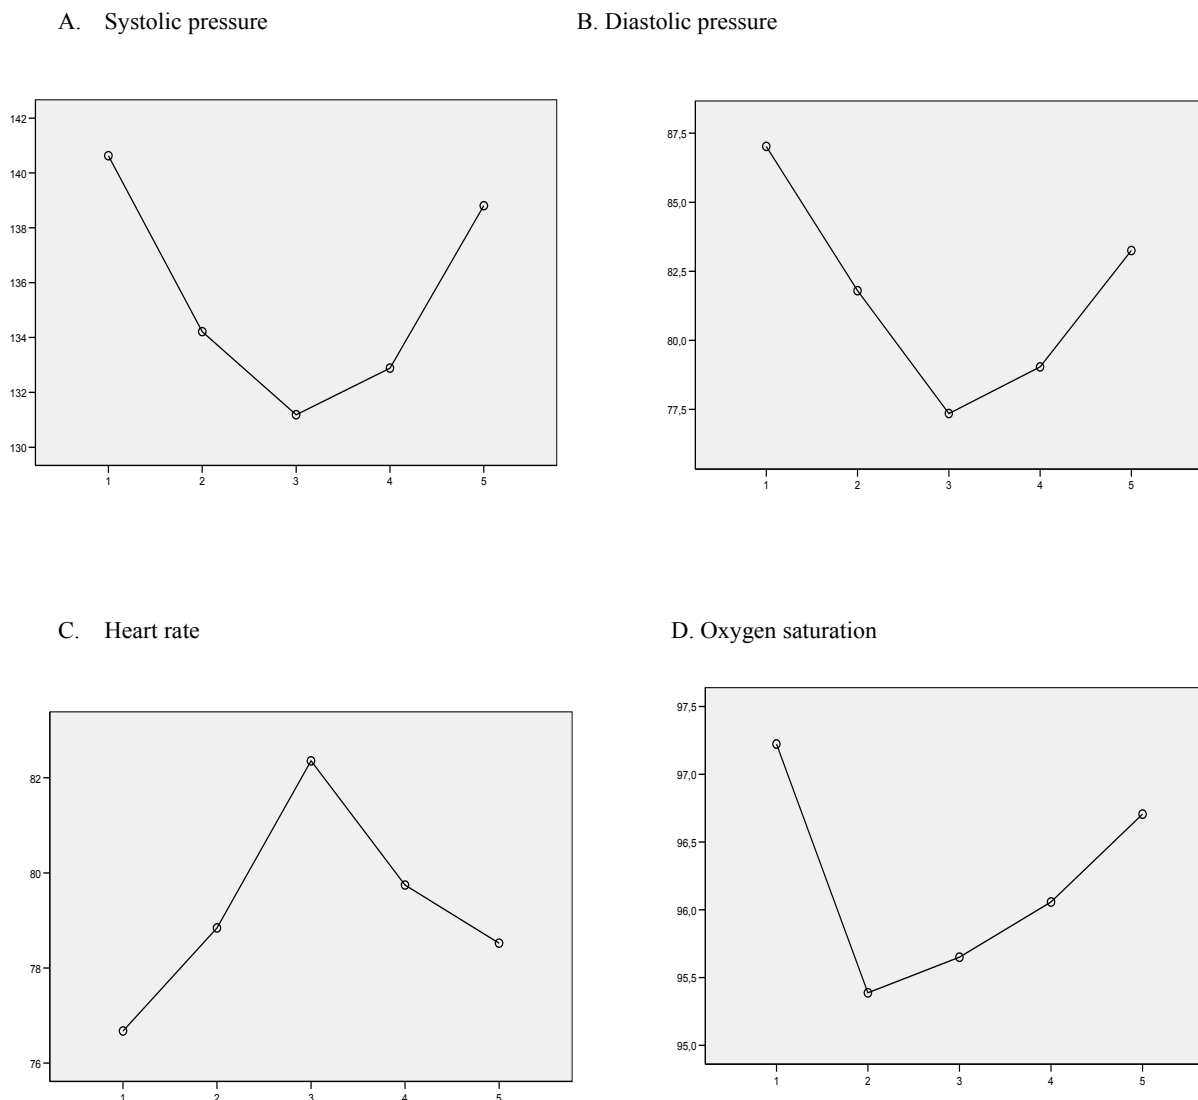 A. Systolic pressure
B. Diastolic pressure
142
140
138
136
134
132
130
1 2 3 4 5
87,5
85,0
82,5
80,0
77,5
1 2 3 4 5
C. Heart rate
D. Oxygen saturation
82
80
78
76
1 2 3 4 5
97,5
97,0
96,5
96,0
95,5
95,0
1 2 3 4 5